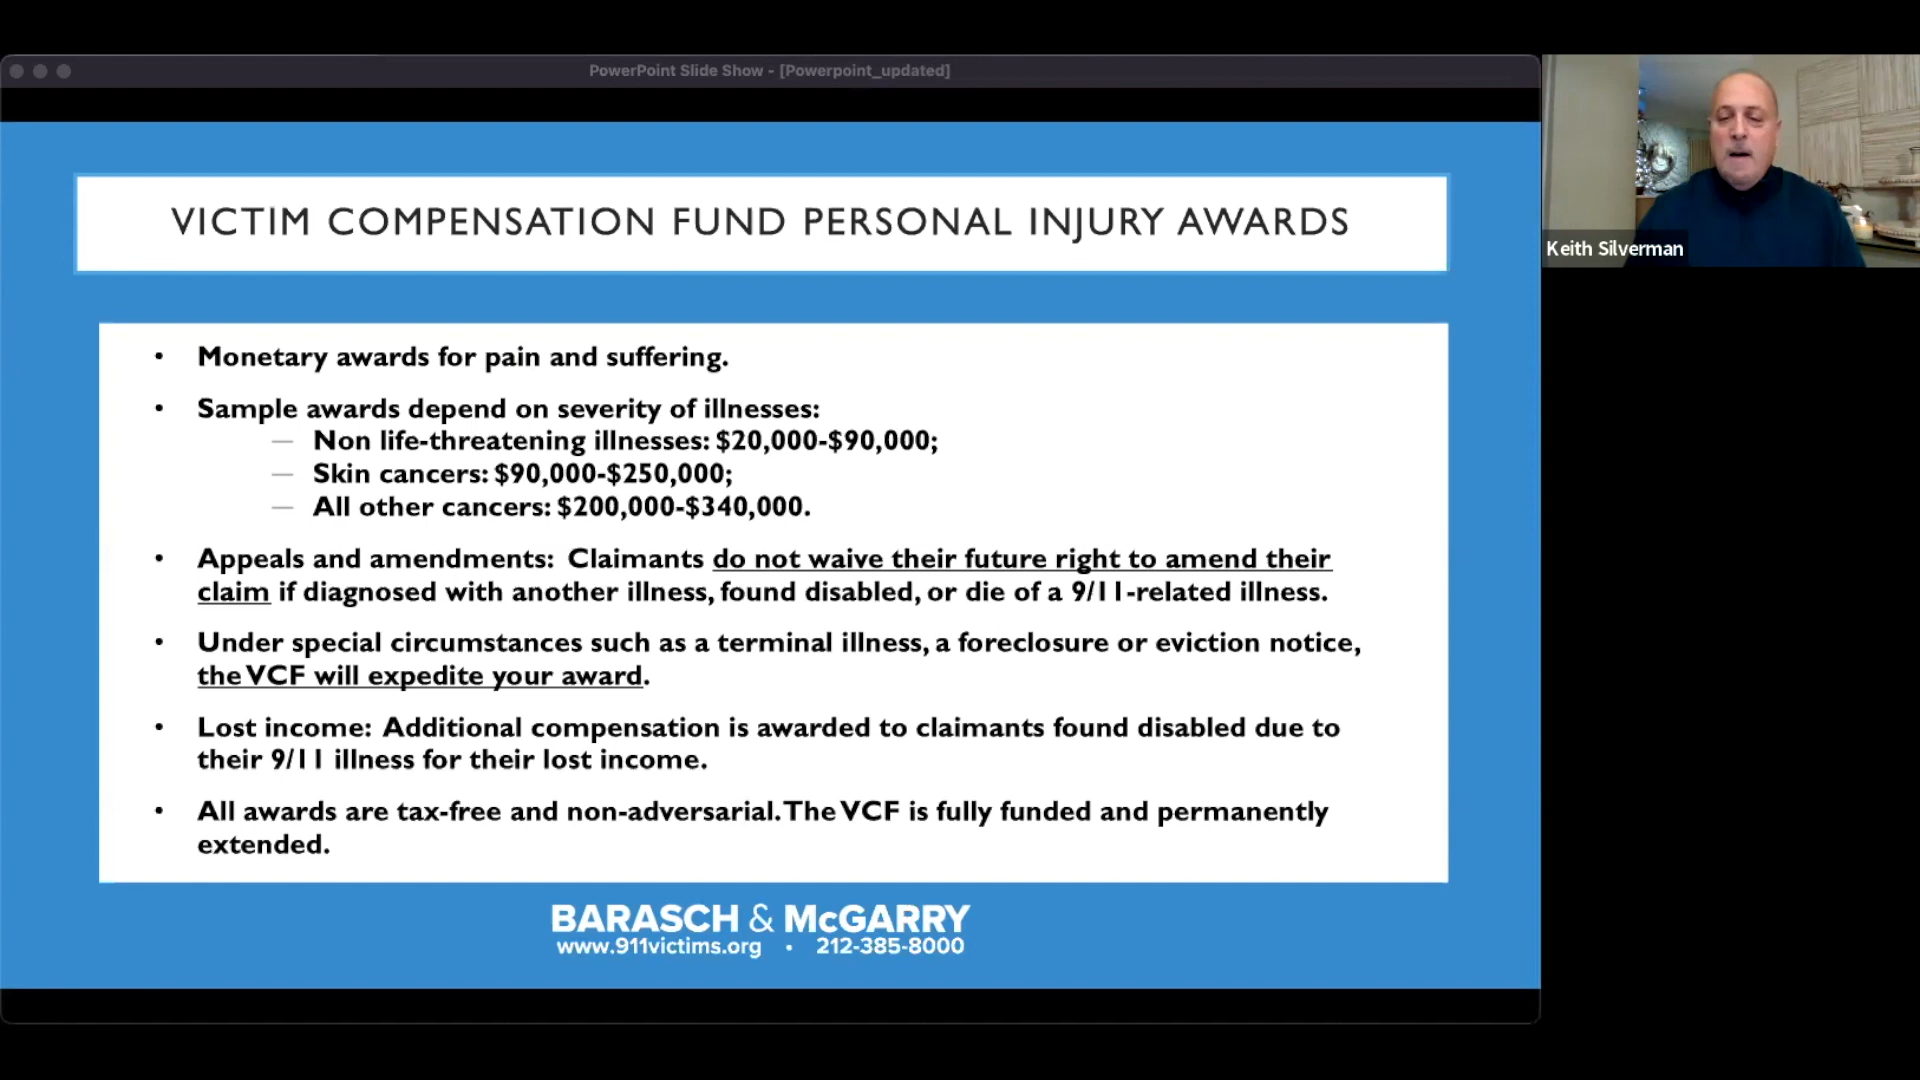 PowerPoint Slide Show - [Powerpoint_updated]
VICTIM COMPENSATION FUND PERSONAL INJURY AWARDS
• Monetary awards for pain and suffering.
• Sample awards depend on severity of illnesses:
— Non life-threatening illnesses: $20,000-$90,000;
— Skin cancers: $90,000-$250,000;
— All other cancers: $200,000-$340,000.
• Appeals and amendments: Claimants do not waive their future right to amend their
claim if diagnosed with another illness, found disabled, or die of a 9/11-related illness.
• Under special circumstances such as a terminal illness, a foreclosure or eviction notice,
the VCF will expedite your award.
• Lost income: Additional compensation is awarded to claimants found disabled due to
their 9/11 illness for their lost income.
• All awards are tax-free and non-adversarial. The VCF is fully funded and permanently
extended.
BARASCH & McGARRY
www.911victims.org • 212-385-8000
Keith Silverman